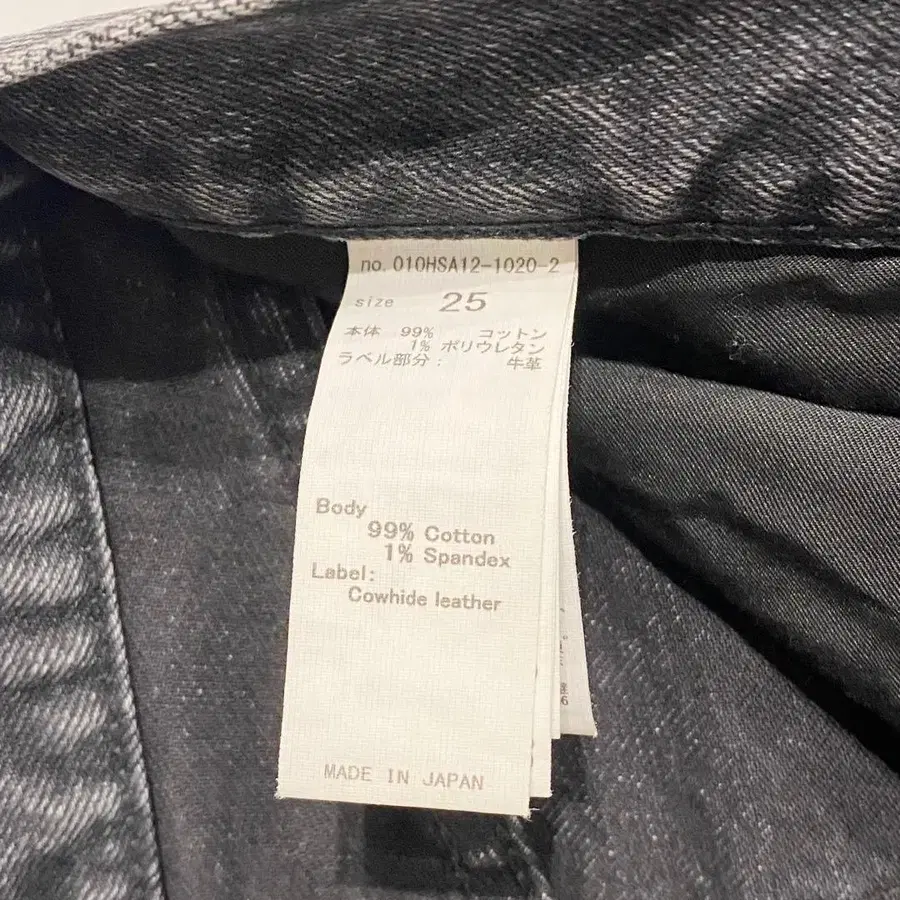 no. 010HSA12-1020-2
size 25
本体 99% コットン
1% ポリウレタン
ラベル部分: 牛革
Body
99% Cotton
1% Spandex
Label:
Cowhide leather
MADE IN JAPAN